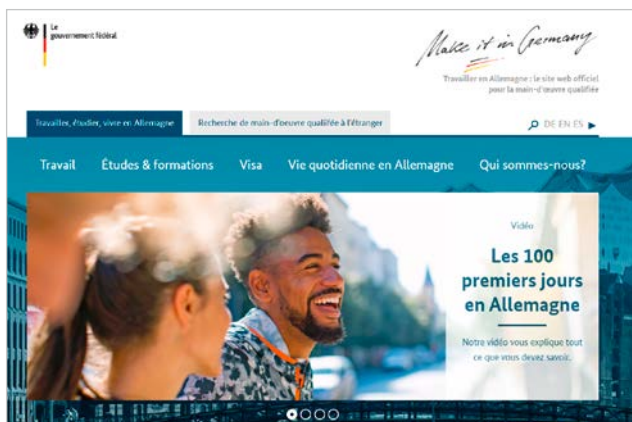 Le
gouvernement fédéral
Make it in Germany
Travailler en Allemagne : le site web officiel
pour la main-d'œuvre qualifiée
Travailler, étudier, vivre en Allemagne
Recherche de main-d'oeuvre qualifée à l'étranger
DE EN ES
Travail
Études & formations
Visa
Vie quotidienne en Allemagne
Qui sommes-nous?
Vidéo
Les 100
premiers jours
en Allemagne
Notre vidéo vous explique tout
ce que vous devez savoir.